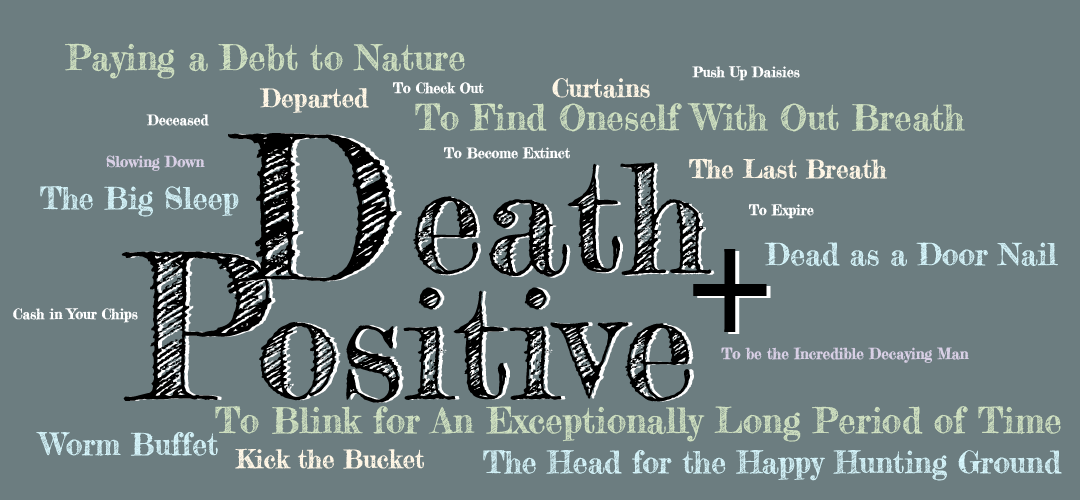 Paying a Debt to Nature
Push Up Daisies
To Check Out
Curtains
Departed
To Find Oneself With Out Breath
Deceased
To Become Extinct
Slowing Down
The Last Breath
The Big Sleep
To Expire
Death
Dead as a Door Nail
+
Cash in Your Chips
Positive
To be the Incredible Decaying Man
To Blink for An Exceptionally Long Period of Time
Worm Buffet
Kick the Bucket
The Head for the Happy Hunting Ground